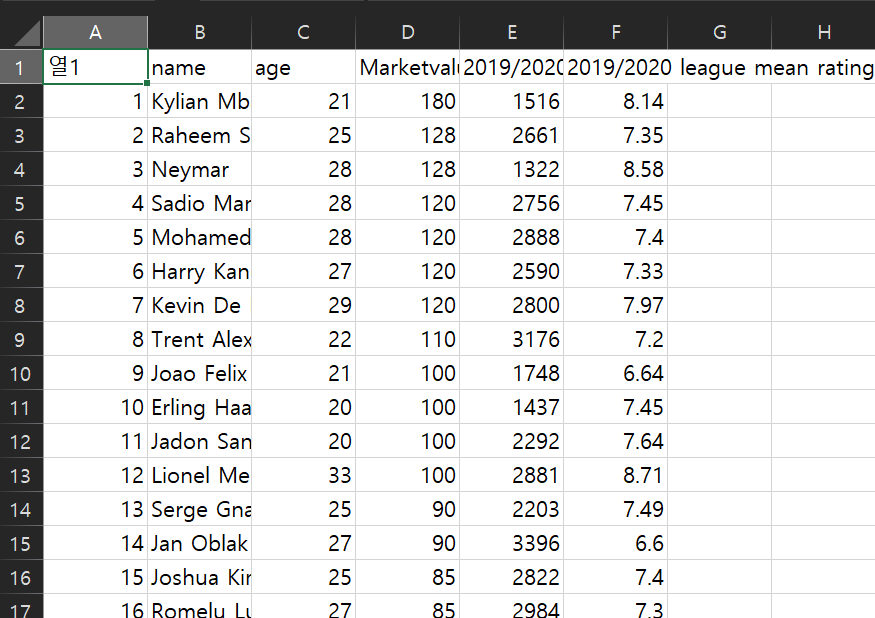 A B C D E F G H
1 열1 name age Marketval 2019/2020 2019/2020 league mean rating
2 1 Kylian Mb 21 180 1516 8.14
3 2 Raheem S 25 128 2661 7.35
4 3 Neymar 28 128 1322 8.58
5 4 Sadio Mar 28 120 2756 7.45
6 5 Mohamed 28 120 2888 7.4
7 6 Harry Kan 27 120 2590 7.33
8 7 Kevin De 29 120 2800 7.97
9 8 Trent Alex 22 110 3176 7.2
10 9 Joao Felix 21 100 1748 6.64
11 10 Erling Haa 20 100 1437 7.45
12 11 Jadon San 20 100 2292 7.64
13 12 Lionel Me 33 100 2881 8.71
14 13 Serge Gna 25 90 2203 7.49
15 14 Jan Oblak 27 90 3396 6.6
16 15 Joshua Kir 25 85 2822 7.4
17 16 Romelu Lu 27 85 2984 7.3